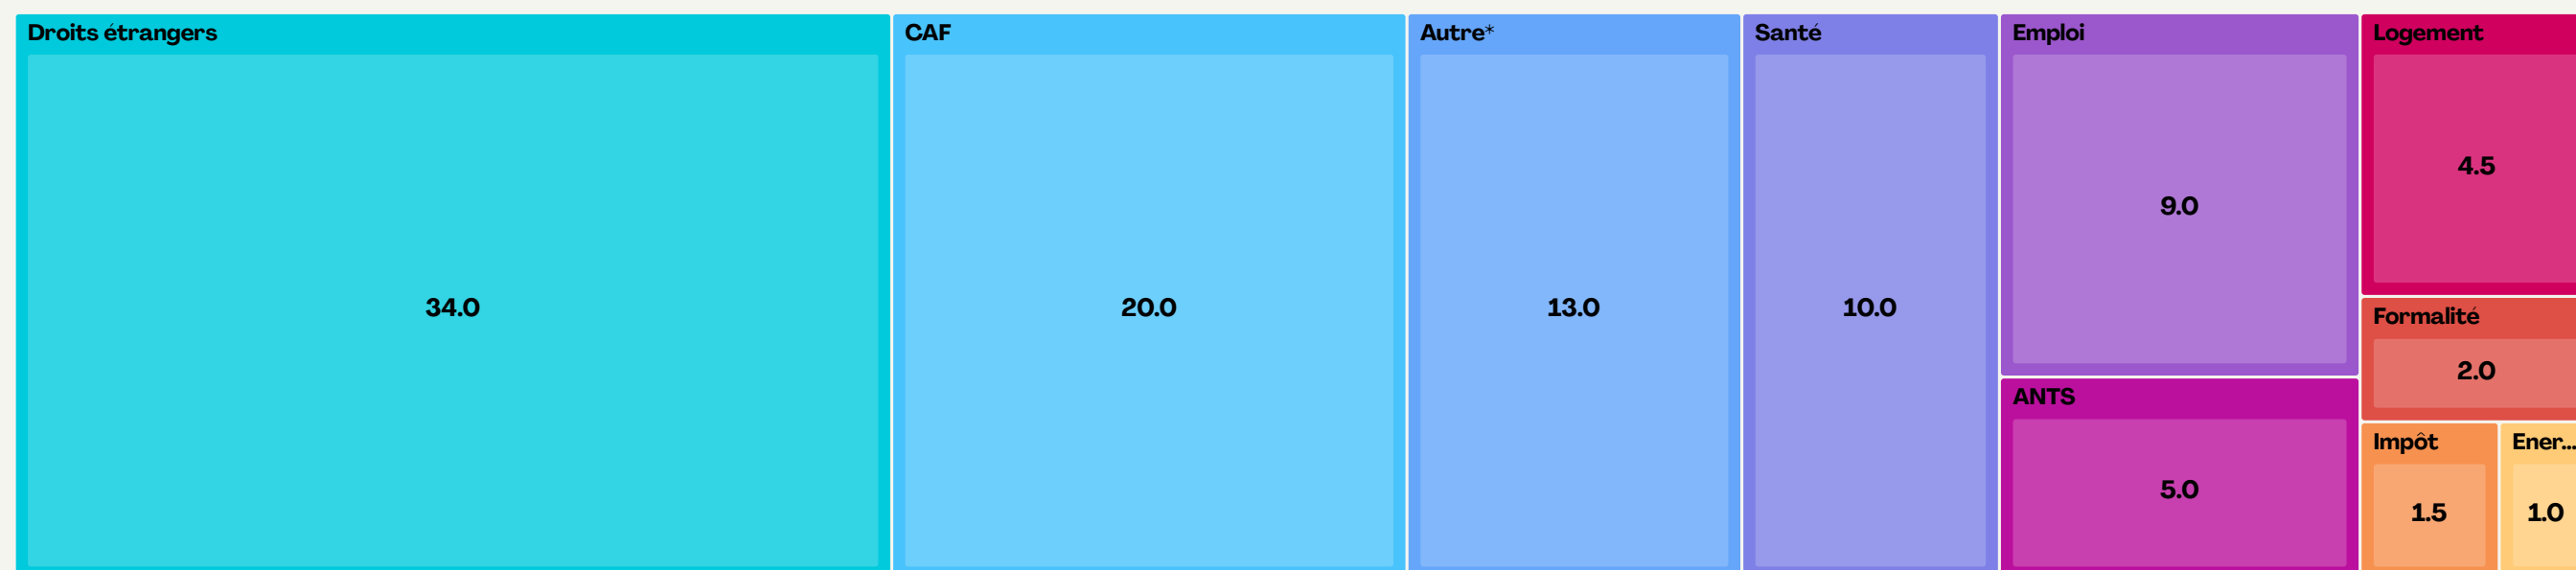 Droits étrangers
34.0
CAF
20.0
Autre*
13.0
Santé
10.0
Emploi
9.0
ANTS
5.0
Logement
4.5
Formalité
2.0
Impôt
1.5
Ener...
1.0